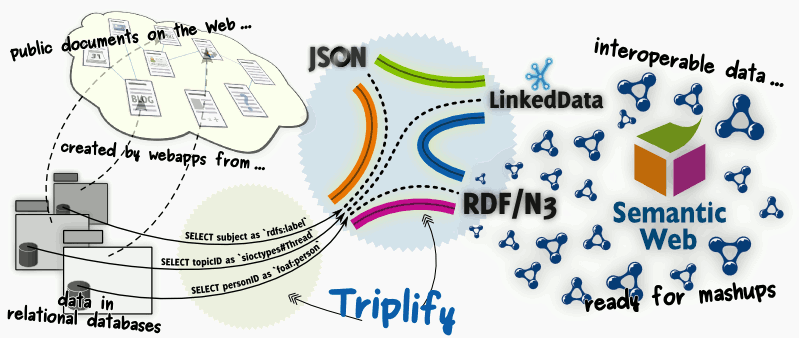 public documents on the Web ...
BLOG
created by webapps from ...
data in
relational databases
SELECT subject as `rdfs:label`
SELECT topicID as `sioctypes#Thread`
SELECT personID as `foaf:person`
Triplify
JSON
LinkedData
RDF/N3
interoperable data ...
Semantic
Web
ready for mashups